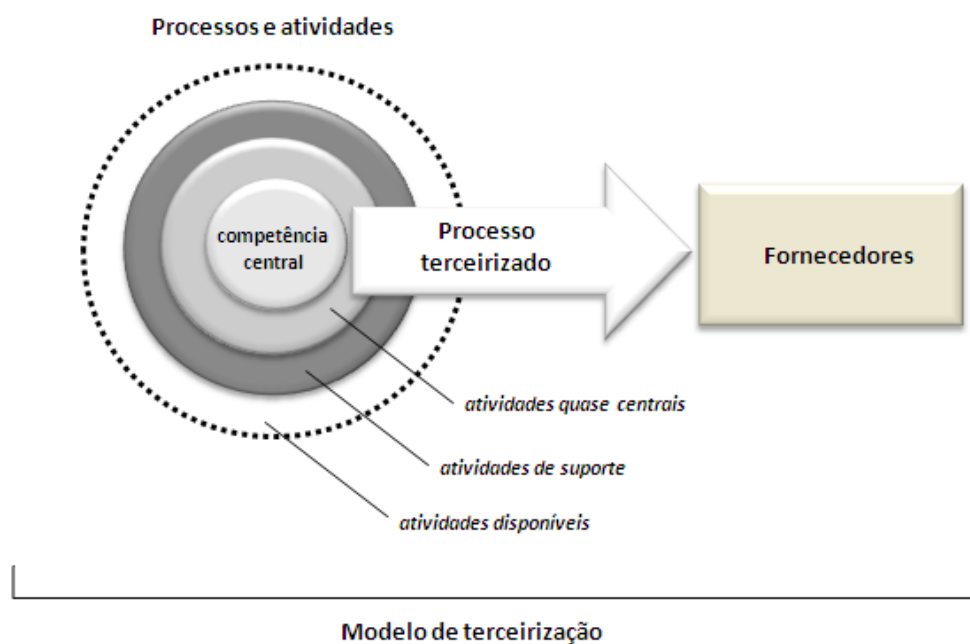 Processos e atividades
competência
central
Processo
terceirizado
Fornecedores
atividades quase centrais
atividades de suporte
atividades disponíveis
Modelo de terceirização